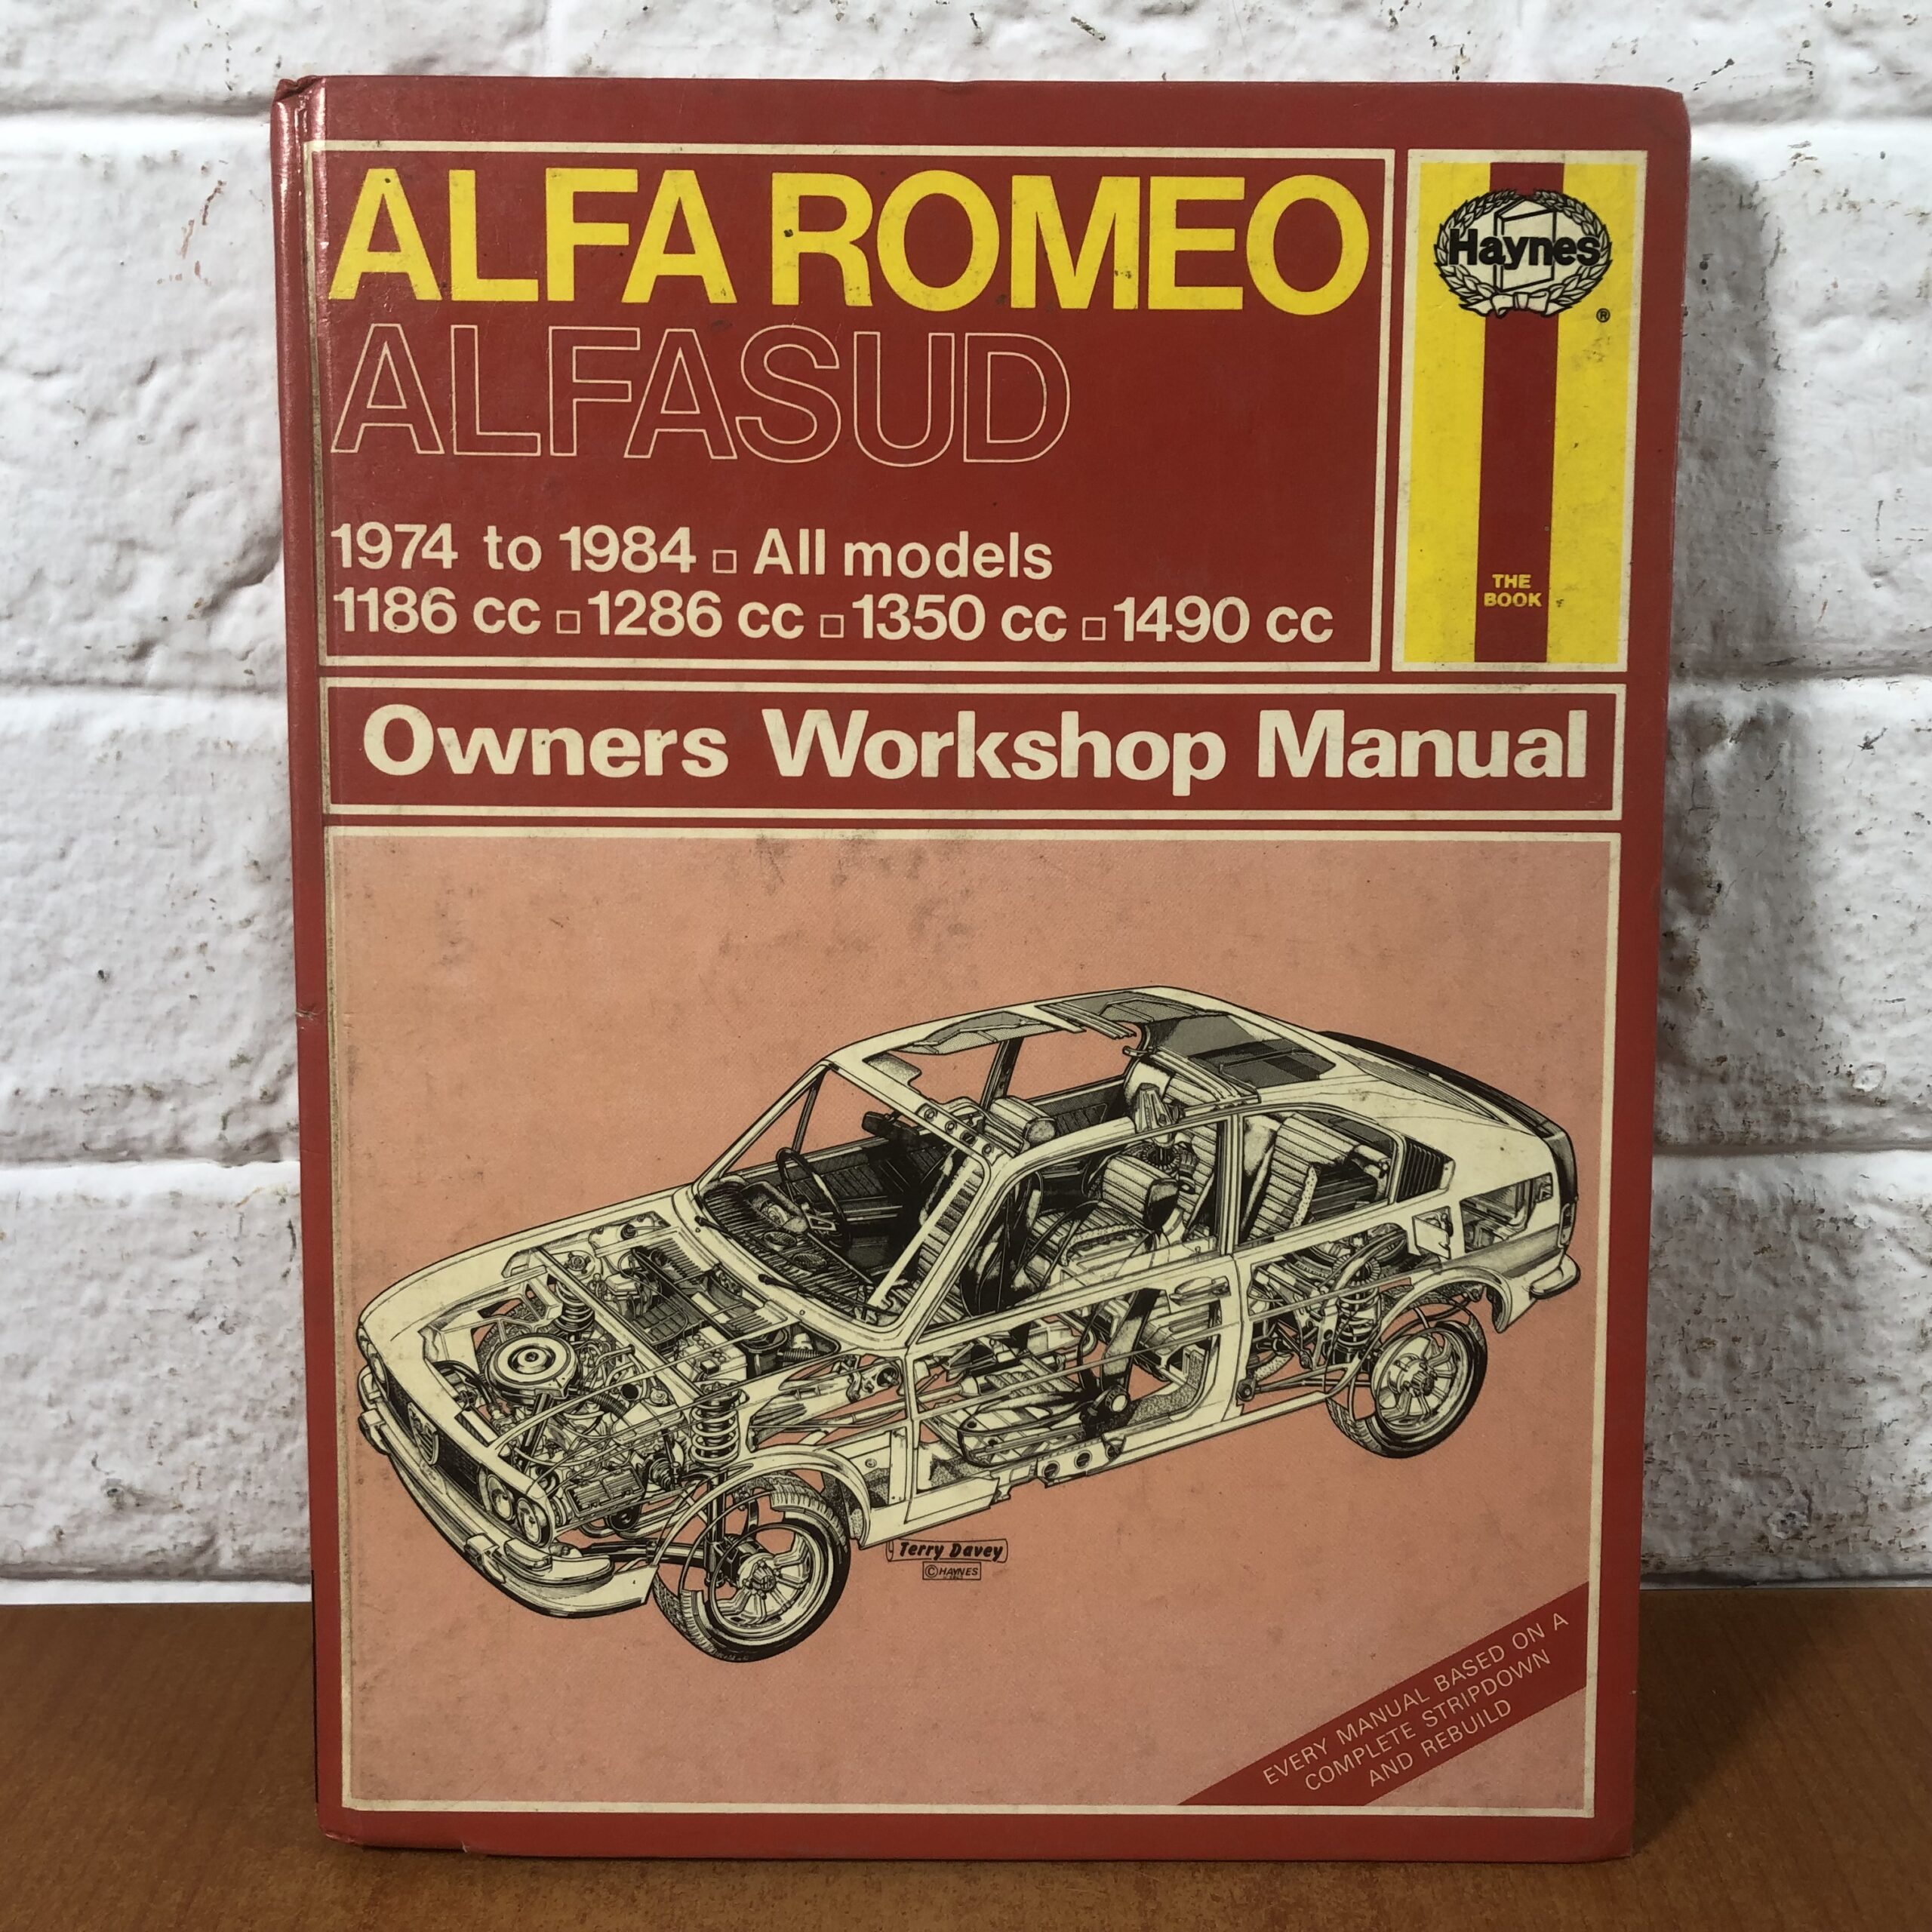 ALFA ROMEO
ALFASUD
1974 to 1984 □ All models
1186 cc □ 1286 cc □ 1350 cc □ 1490 cc
Haynes
®
THE
BOOK
Owners Workshop Manual
Terry Davey
© HAYNES
EVERY MANUAL BASED ON A
COMPLETE STRIPDOWN
AND REBUILD